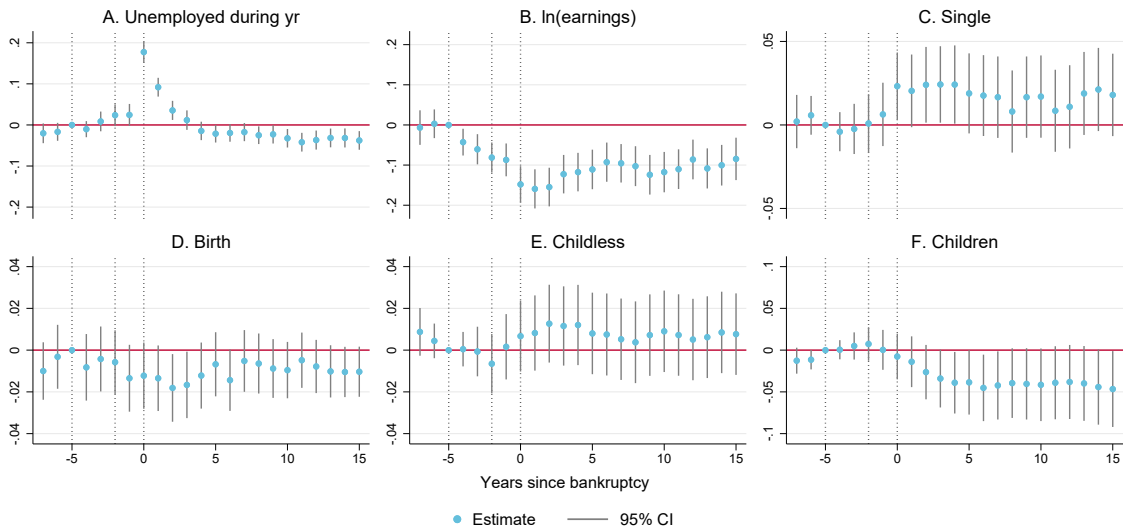 A. Unemployed during yr
B. ln(earnings)
C. Single
.2
.1
0
-.1
-.2
.2
.1
0
-.1
-.2
.05
0
-.05
D. Birth
E. Childless
F. Children
.04
.02
0
-.02
-.04
.04
.02
0
-.02
-.04
.1
.05
0
-.05
-.1
-5 0 5 10 15
-5 0 5 10 15
-5 0 5 10 15
Years since bankruptcy
Estimate 95% CI